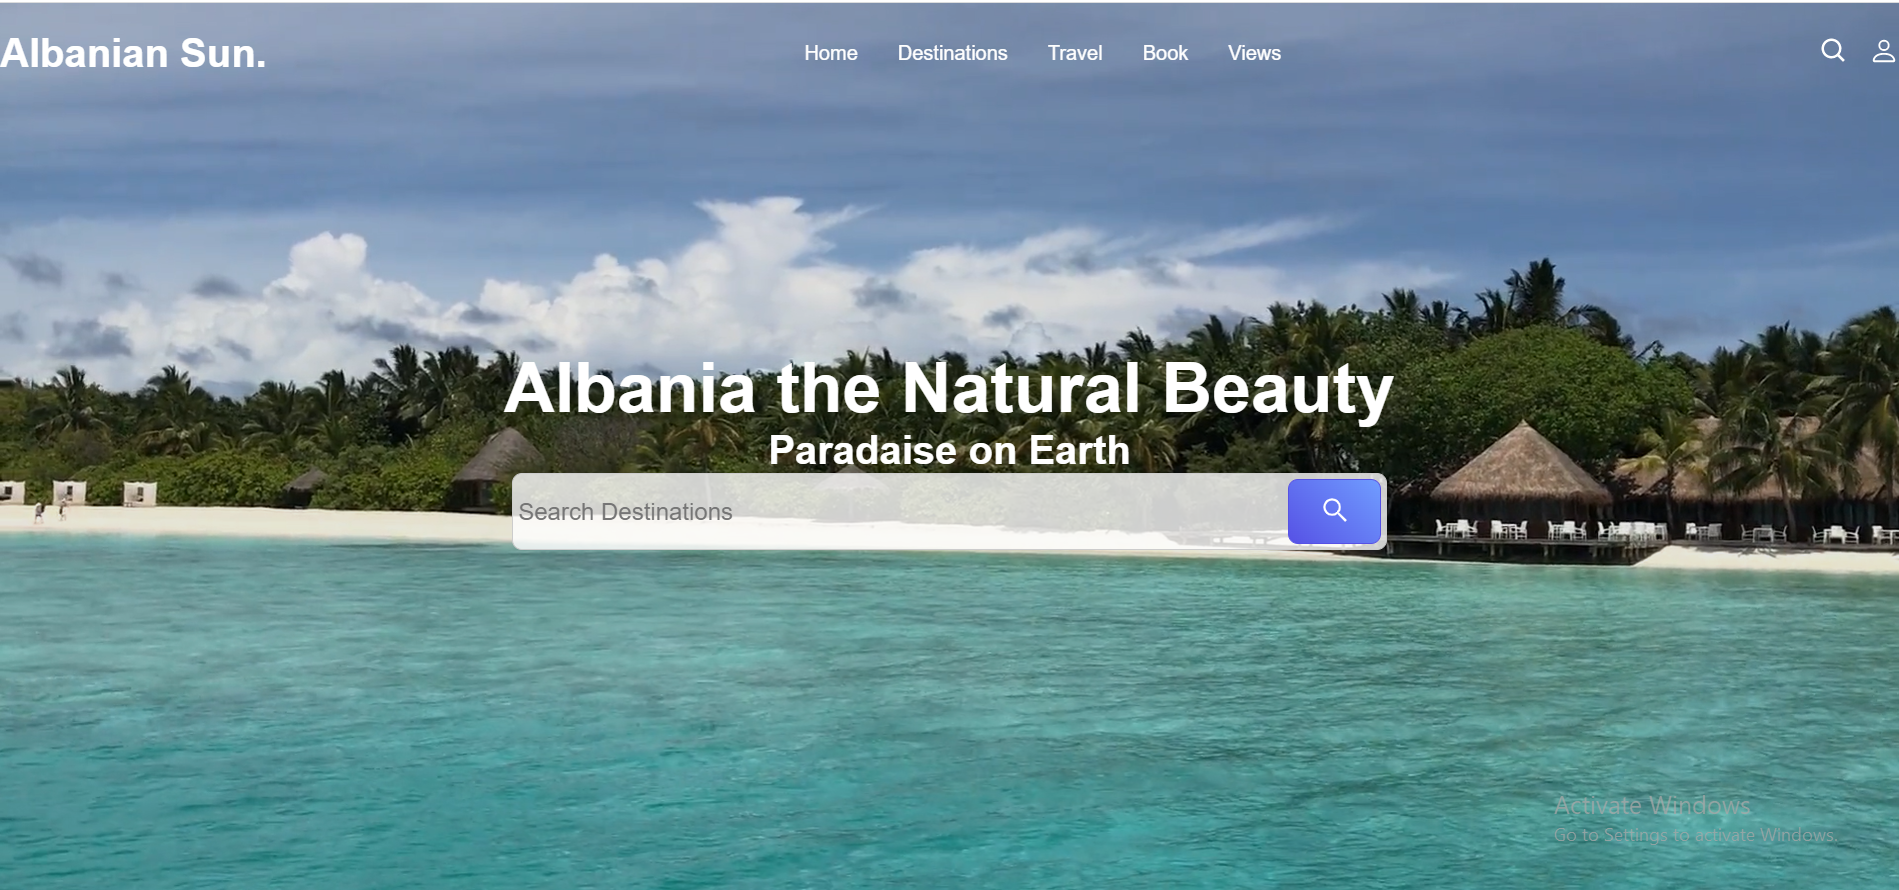 Albanian Sun.
Home Destinations Travel Book Views
Albania the Natural Beauty
Paradaise on Earth
Search Destinations
Activate Windows
Go to Settings to activate Windows.